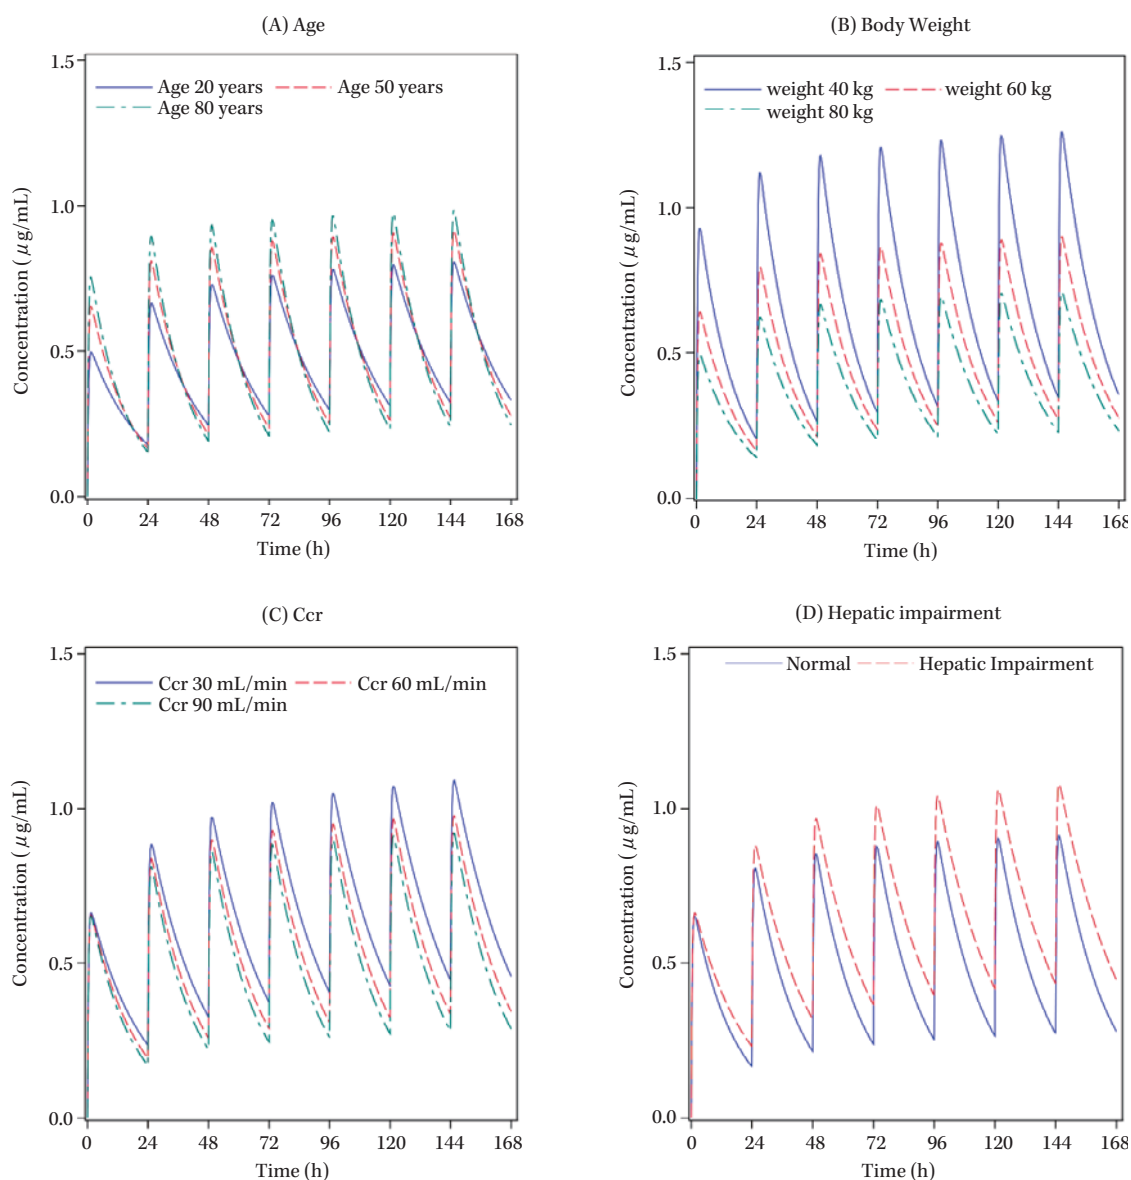 (A) Age
1.5
Age 20 years
Age 50 years
Age 80 years
1.0
0.5
0.0
Concentration (μg/mL)
0 24 48 72 96 120 144 168
Time (h)
(B) Body Weight
1.5
weight 40 kg
weight 60 kg
weight 80 kg
1.0
0.5
0.0
Concentration (μg/mL)
0 24 48 72 96 120 144 168
Time (h)
(C) Ccr
1.5
Ccr 30 mL/min
Ccr 60 mL/min
Ccr 90 mL/min
1.0
0.5
0.0
Concentration (μg/mL)
0 24 48 72 96 120 144 168
Time (h)
(D) Hepatic impairment
1.5
Normal
Hepatic Impairment
1.0
0.5
0.0
Concentration (μg/mL)
0 24 48 72 96 120 144 168
Time (h)